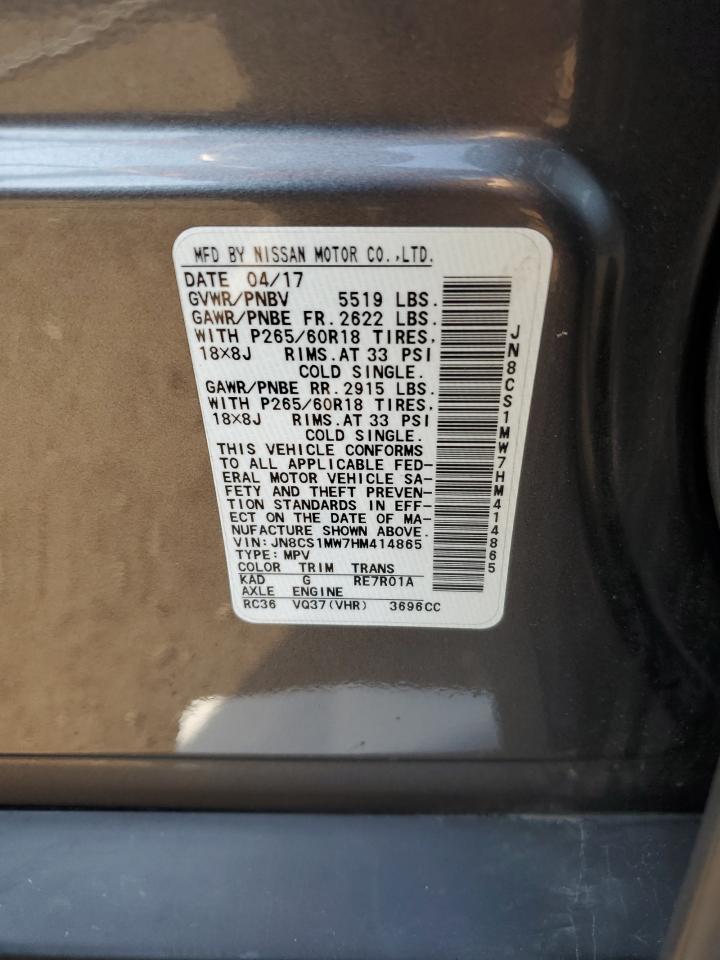 MFD BY NISSAN MOTOR CO.,LTD.
DATE 04/17
GVWR/PNBV 5519 LBS.
GAWR/PNBE FR. 2622 LBS.
WITH P265/60R18 TIRES,
18×8J RIMS. AT 33 PSI
COLD SINGLE.
GAWR/PNBE RR. 2915 LBS.
WITH P265/60R18 TIRES,
18×8J RIMS. AT 33 PSI
COLD SINGLE.
THIS VEHICLE CONFORMS
TO ALL APPLICABLE FED–
ERAL MOTOR VEHICLE SA–
FETY AND THEFT PREVEN–
TION STANDARDS IN EFF–
ECT ON THE DATE OF MA–
NUFACTURE SHOWN ABOVE.
VIN: JN8CS1MW7HM414865
TYPE: MPV
COLOR TRIM TRANS
KAD G RE7R01A
AXLE ENGINE
RC36 VQ37(VHR) 3696CC
JN8CS1MW7HM414865